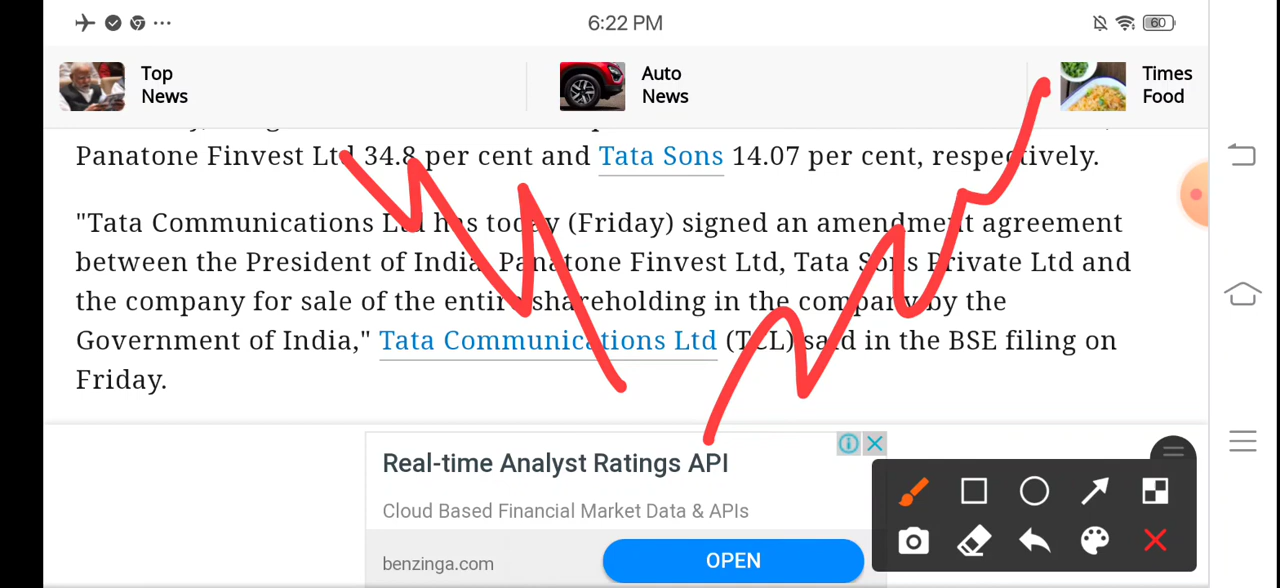 6:22 PM
60
Top News
Auto News
Times Food
Panatone Finvest Ltd 34.8 per cent and Tata Sons 14.07 per cent, respectively.
"Tata Communications Ltd has today (Friday) signed an amendment agreement
between the President of India, Panatone Finvest Ltd, Tata Sons Private Ltd and
the company for sale of the entire shareholding in the company by the
Government of India," Tata Communications Ltd (TCL) said in the BSE filing on
Friday.
Real-time Analyst Ratings API
Cloud Based Financial Market Data & APIs
benzinga.com
OPEN